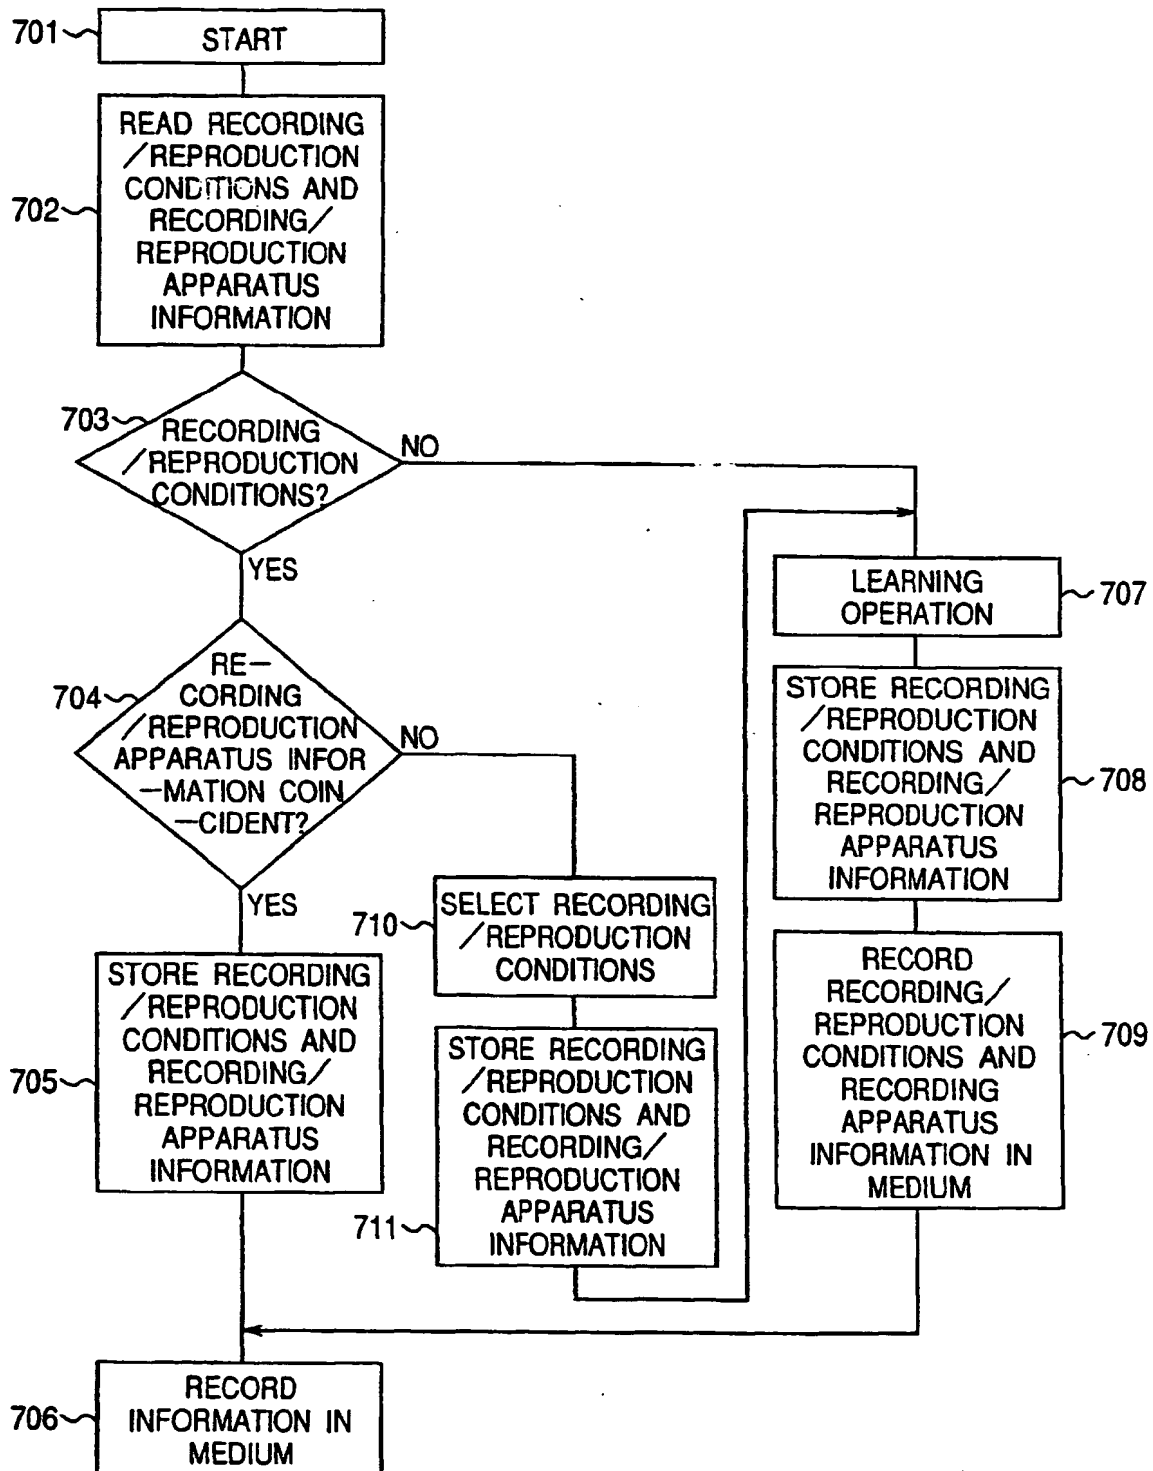 701
START
702
READ RECORDING
/REPRODUCTION
CONDITIONS AND
RECORDING/
REPRODUCTION
APPARATUS
INFORMATION
703
RECORDING
/REPRODUCTION
CONDITIONS?
NO
YES
704
RE–
CORDING
/REPRODUCTION
APPARATUS INFOR
–MATION COIN
–CIDENT?
NO
YES
705
STORE RECORDING
/REPRODUCTION
CONDITIONS AND
RECORDING/
REPRODUCTION
APPARATUS
INFORMATION
710
SELECT RECORDING
/REPRODUCTION
CONDITIONS
711
STORE RECORDING
/REPRODUCTION
CONDITIONS AND
RECORDING/
REPRODUCTION
APPARATUS
INFORMATION
LEARNING
OPERATION
707
STORE RECORDING
/REPRODUCTION
CONDITIONS AND
RECORDING/
REPRODUCTION
APPARATUS
INFORMATION
708
RECORD
RECORDING/
REPRODUCTION
CONDITIONS AND
RECORDING
APPARATUS
INFORMATION IN
MEDIUM
709
706
RECORD
INFORMATION IN
MEDIUM